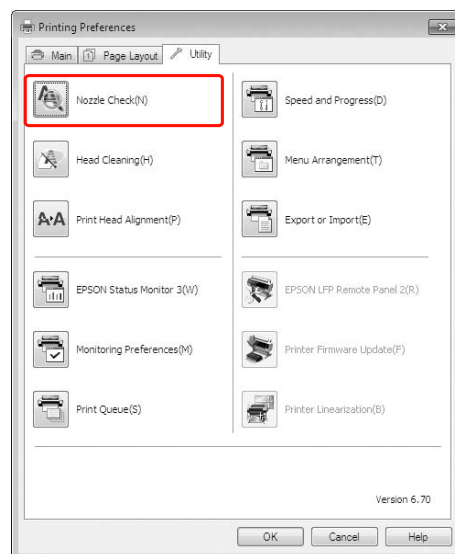 Printing Preferences
Main
Page Layout
Utility
Nozzle Check(N)
Speed and Progress(D)
Head Cleaning(H)
Menu Arrangement(T)
A›A
Print Head Alignment(P)
Export or Import(E)
EPSON Status Monitor 3(W)
EPSON LFP Remote Panel 2(R)
Monitoring Preferences(M)
Printer Firmware Update(F)
Print Queue(S)
Printer Linearization(B)
Version 6.70
OK
Cancel
Help